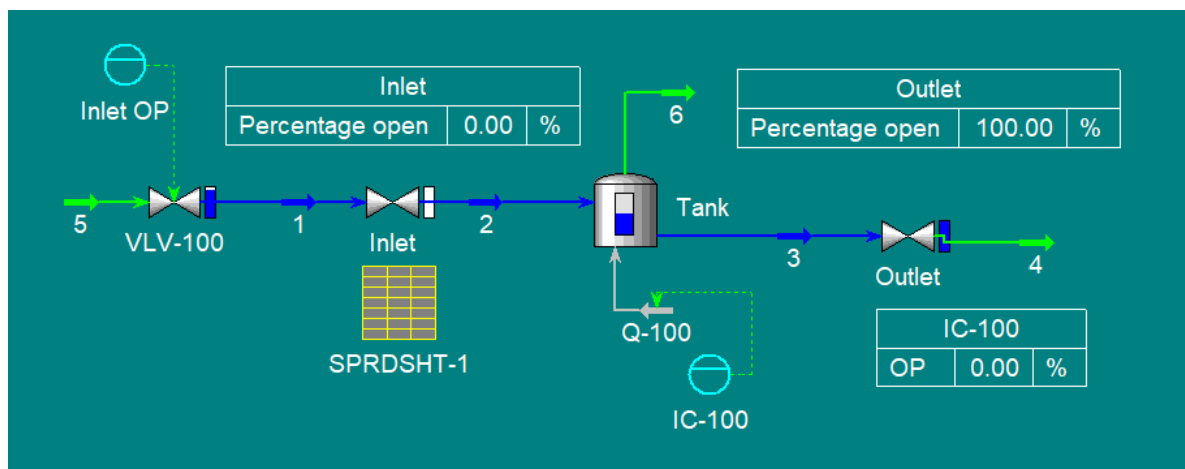 Inlet OP
Inlet
Percentage open 0.00 %
Outlet
Percentage open 100.00 %
6
5
VLV-100
1
Inlet
2
Tank
3
Outlet
4
SPRDSHT-1
Q-100
IC-100
IC-100
OP 0.00 %